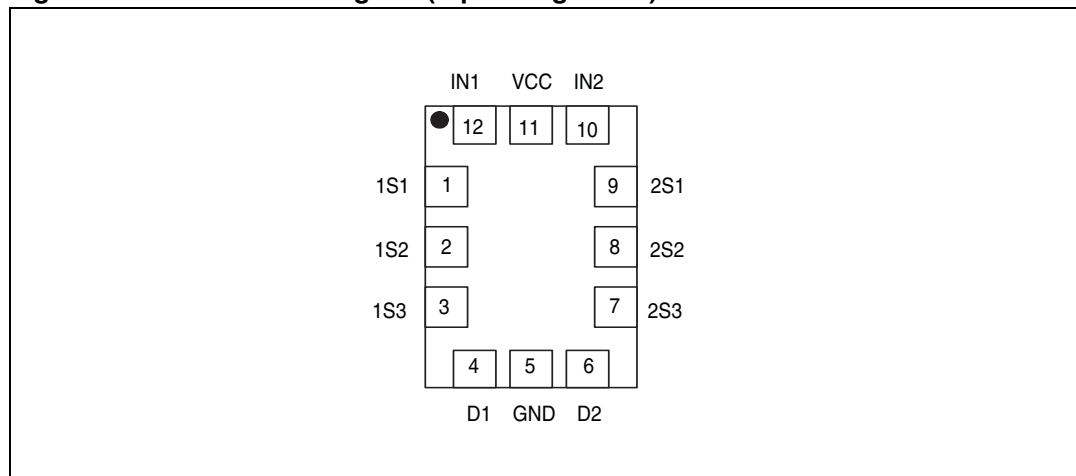 IN1 VCC IN2
12 11 10
1S1 1 9 2S1
1S2 2 8 2S2
1S3 3 7 2S3
4 5 6
D1 GND D2